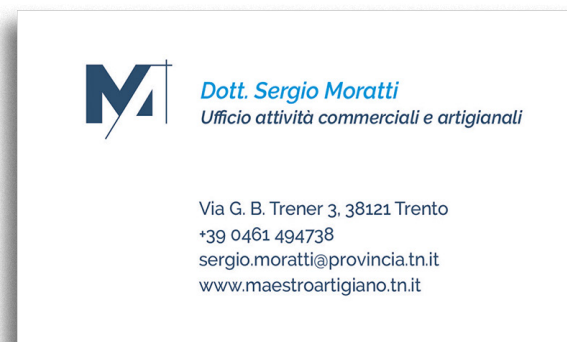 MA
Dott. Sergio Moratti
Ufficio attività commerciali e artigianali
Via G. B. Trener 3, 38121 Trento
+39 0461 494738
sergio.moratti@provincia.tn.it
www.maestroartigiano.tn.it